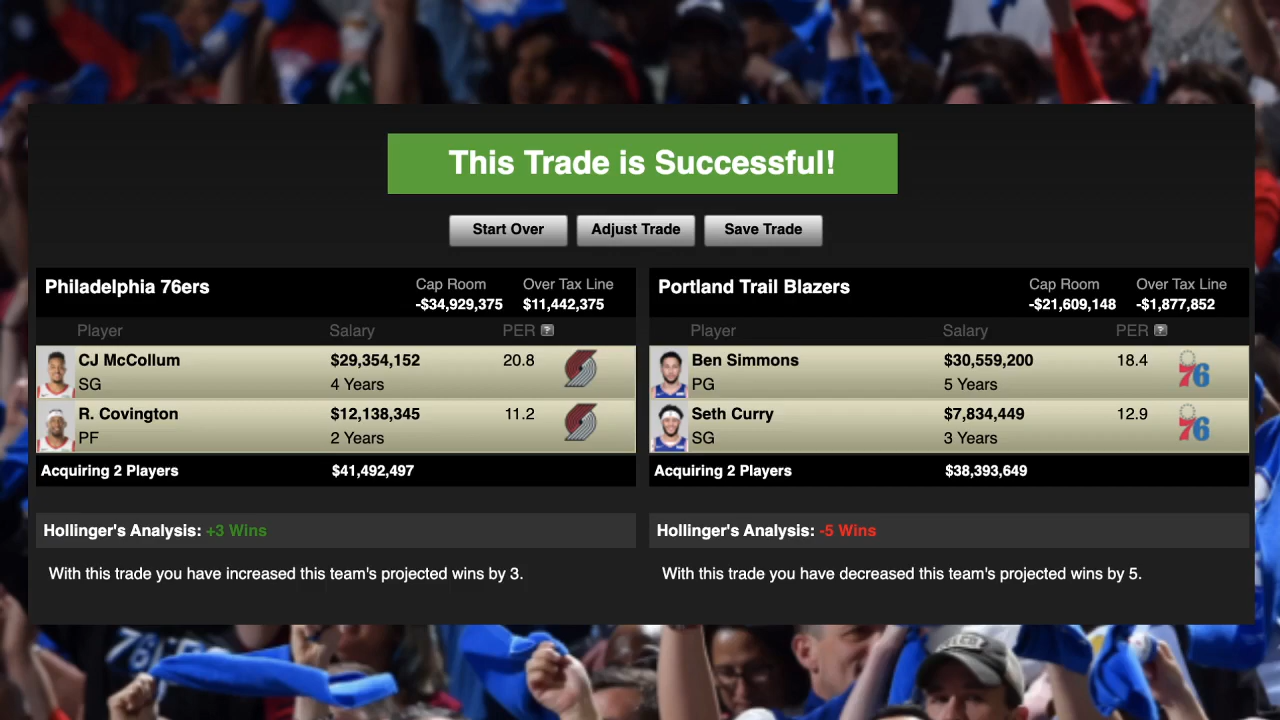 This Trade is Successful!
Start Over Adjust Trade Save Trade
Philadelphia 76ers Cap Room Over Tax Line
-$34,929,375 $11,442,375
Player Salary PER ?
CJ McCollum $29,354,152 20.8
SG 4 Years
R. Covington $12,138,345 11.2
PF 2 Years
Acquiring 2 Players $41,492,497
Hollinger's Analysis: +3 Wins
With this trade you have increased this team's projected wins by 3.
Portland Trail Blazers Cap Room Over Tax Line
-$21,609,148 -$1,877,852
Player Salary PER ?
Ben Simmons $30,559,200 18.4 76
PG 5 Years
Seth Curry $7,834,449 12.9 76
SG 3 Years
Acquiring 2 Players $38,393,649
Hollinger's Analysis: -5 Wins
With this trade you have decreased this team's projected wins by 5.
76